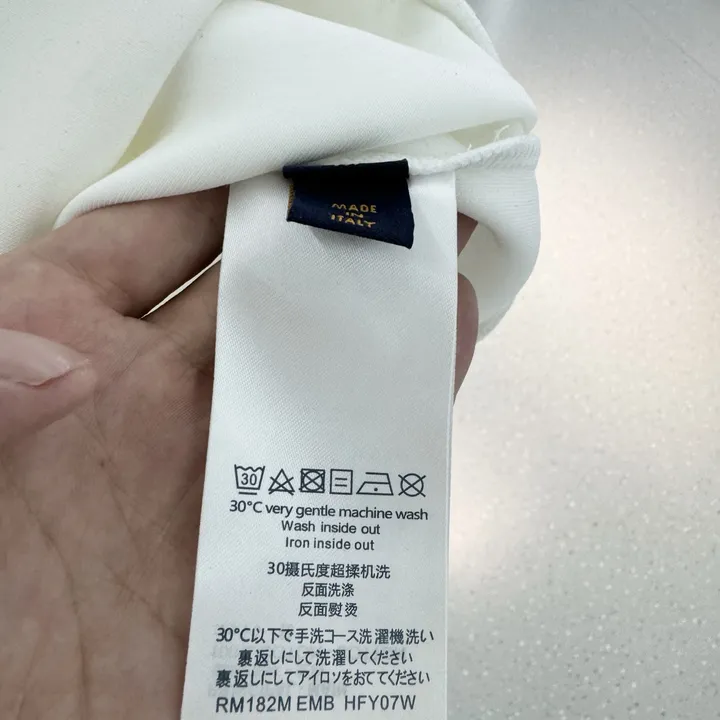 MADE
IN
ITALY
30
30°C very gentle machine wash
Wash inside out
Iron inside out
30摄氏度超揉机洗
反面洗涤
反面熨烫
30℃以下で手洗コース洗濯機洗い
裏返しにして洗濯してください
裏返しにしてアイロソをおててください
RM182M EMB HFY07W